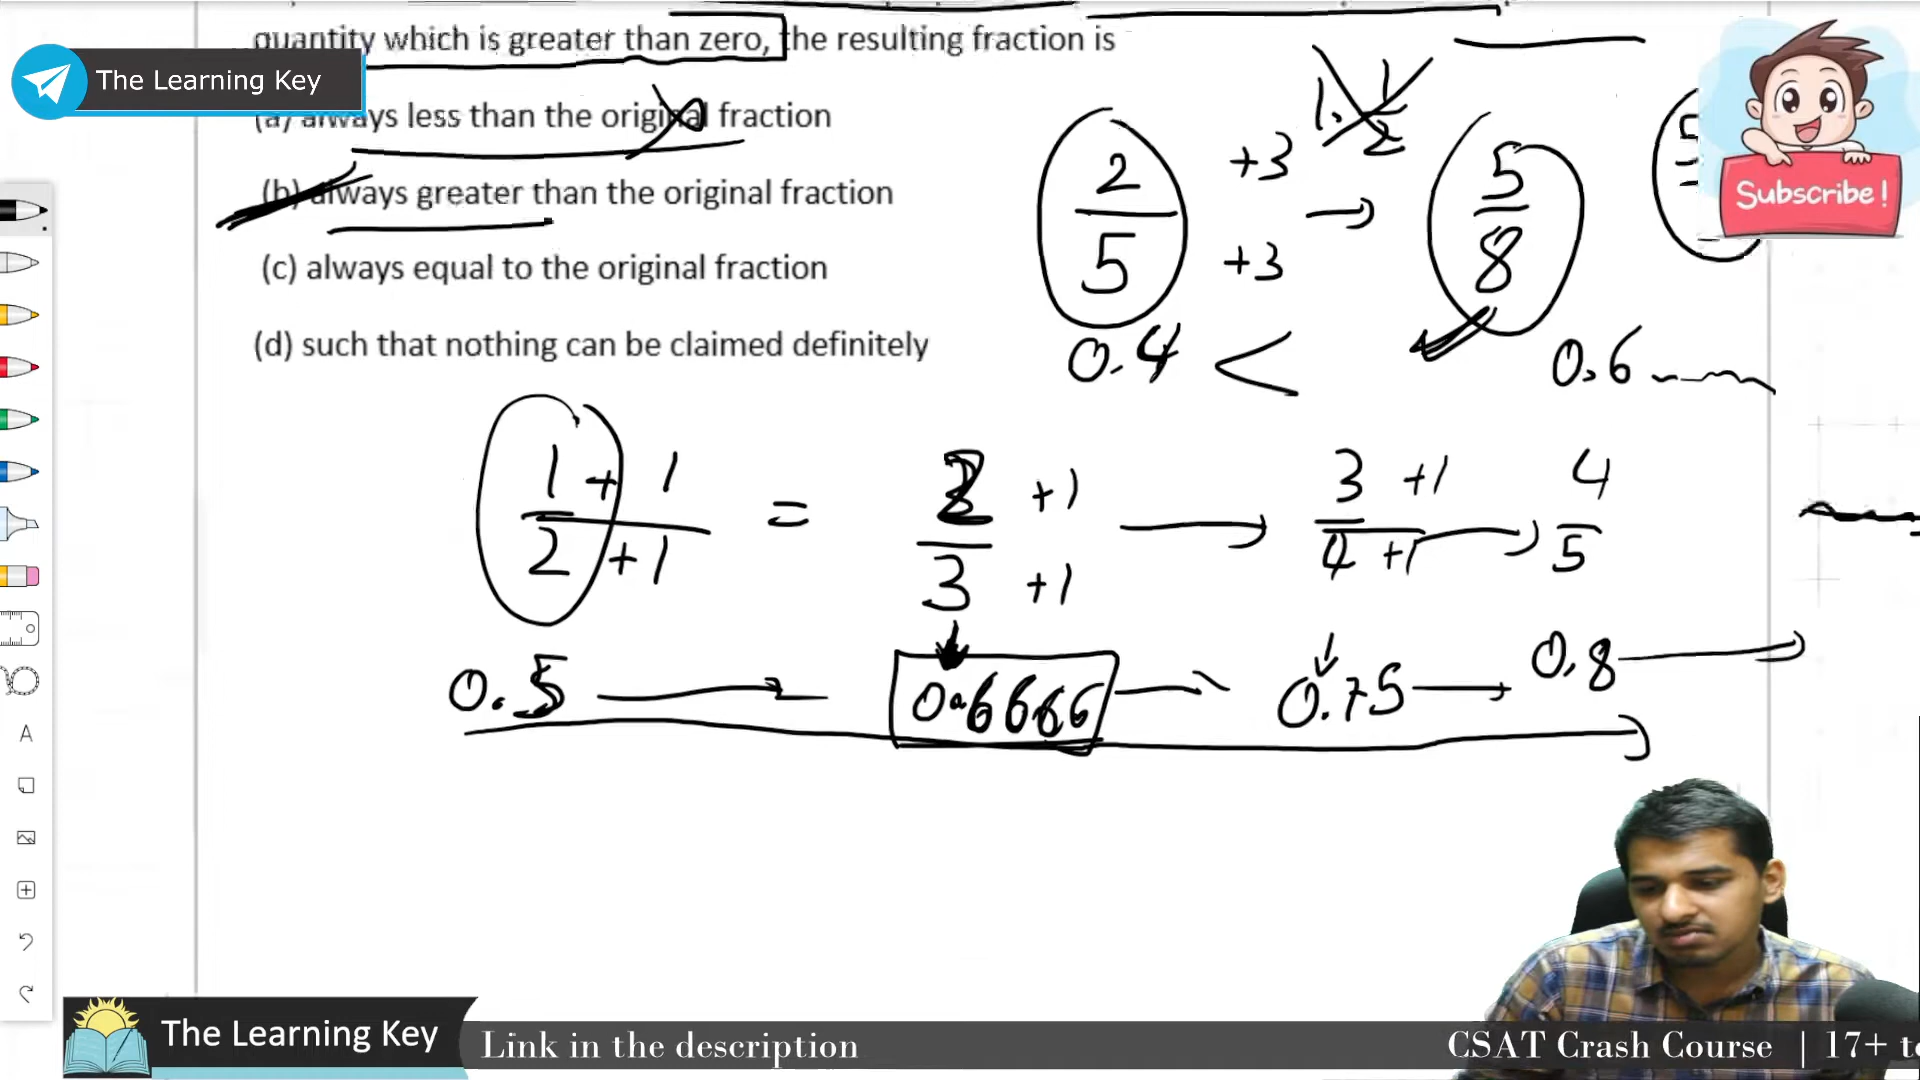 quantity which is greater than zero, the resulting fraction is
The Learning Key
(a) always less than the original fraction
(b) always greater than the original fraction
(c) always equal to the original fraction
(d) such that nothing can be claimed definitely
1. 1/2
2/5 +3 +3 → 5/8
5
Subscribe !
0.4 < 0.6
1 + 1 / 2 + 1 = 2 + 1 / 3 + 1 → 3 + 1 / 4 + 1 → 4/5
0.5 → 0.6666 → 0.75 → 0.8 →
A
The Learning Key
Link in the description
CSAT Crash Course | 17+